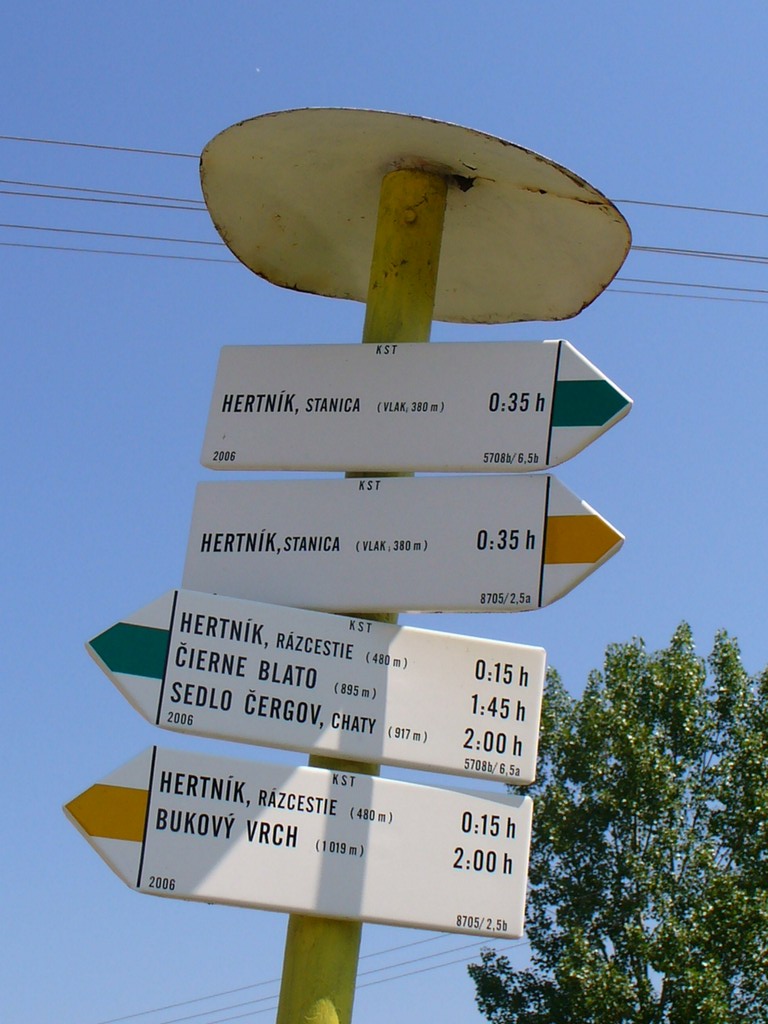 KST
HERTNÍK, STANICA (VLAK, 380 m) 0:35 h
2006 5708b/6,5b
KST
HERTNÍK, STANICA (VLAK, 380 m) 0:35 h
8705/2,5a
KST
HERTNÍK, RÁZCESTIE (480 m) 0:15 h
ČIERNE BLATO (895 m) 1:45 h
SEDLO ČERGOV, CHATY (917 m) 2:00 h
2006 5708b/6,5a
KST
HERTNÍK, RÁZCESTIE (480 m) 0:15 h
BUKOVÝ VRCH (1019 m) 2:00 h
2006 8705/2,5b